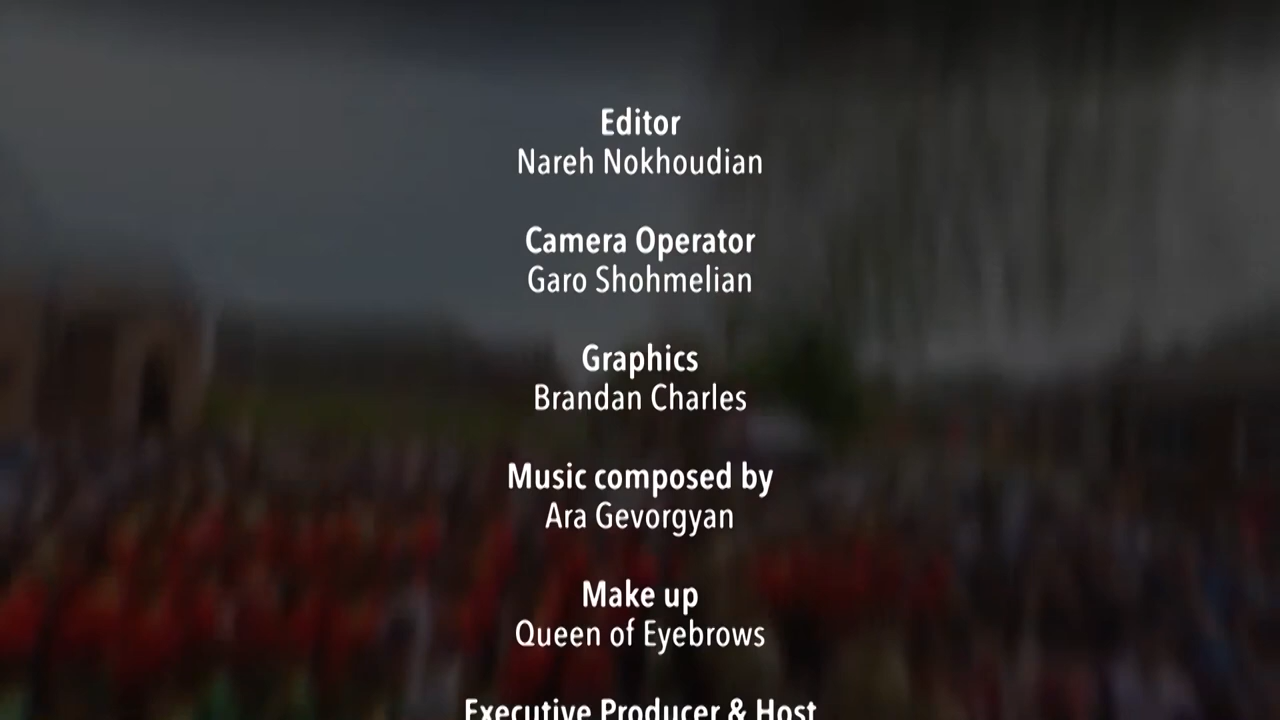 Editor
Nareh Nokhoudian
Camera Operator
Garo Shohmelian
Graphics
Brandan Charles
Music composed by
Ara Gevorgyan
Make up
Queen of Eyebrows
Executive Producer & Host